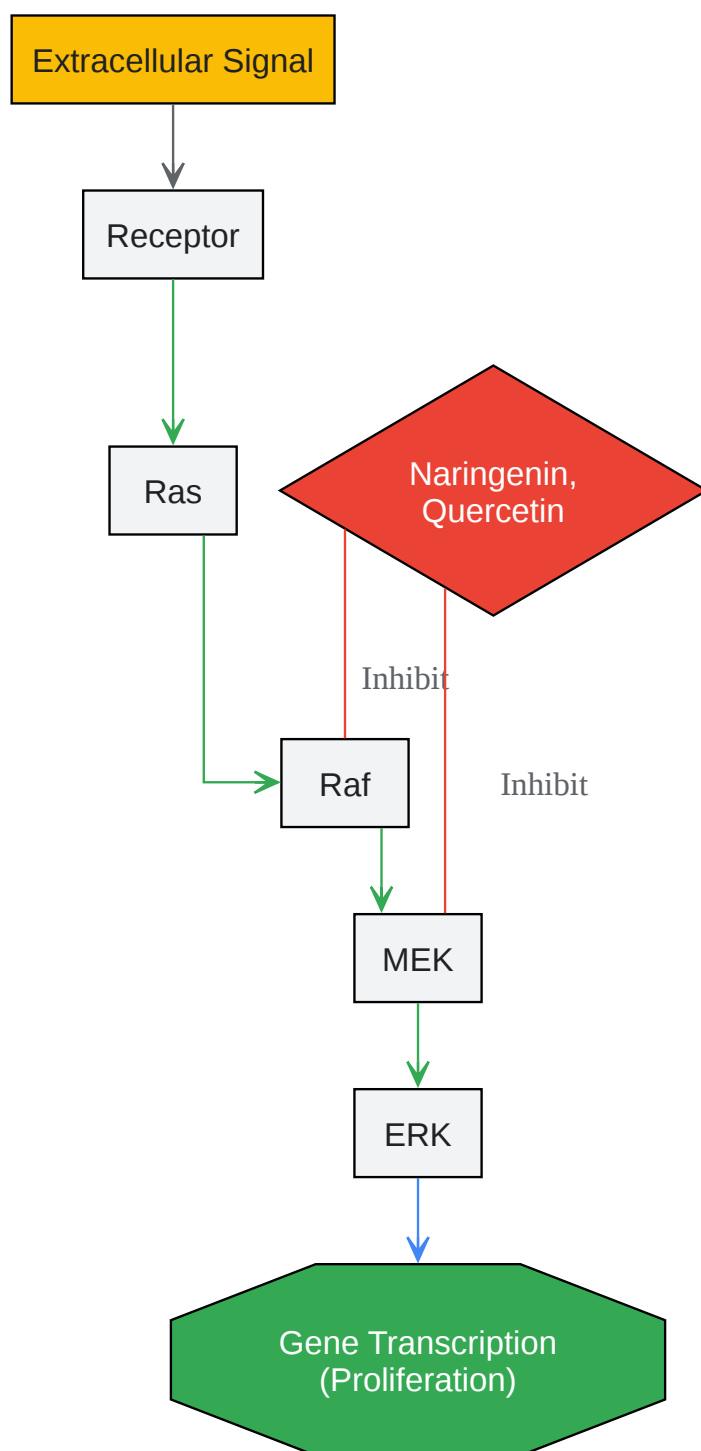 Extracellular Signal
Receptor
Ras
Naringenin,
Quercetin
Inhibit
Raf
Inhibit
MEK
ERK
Gene Transcription
(Proliferation)